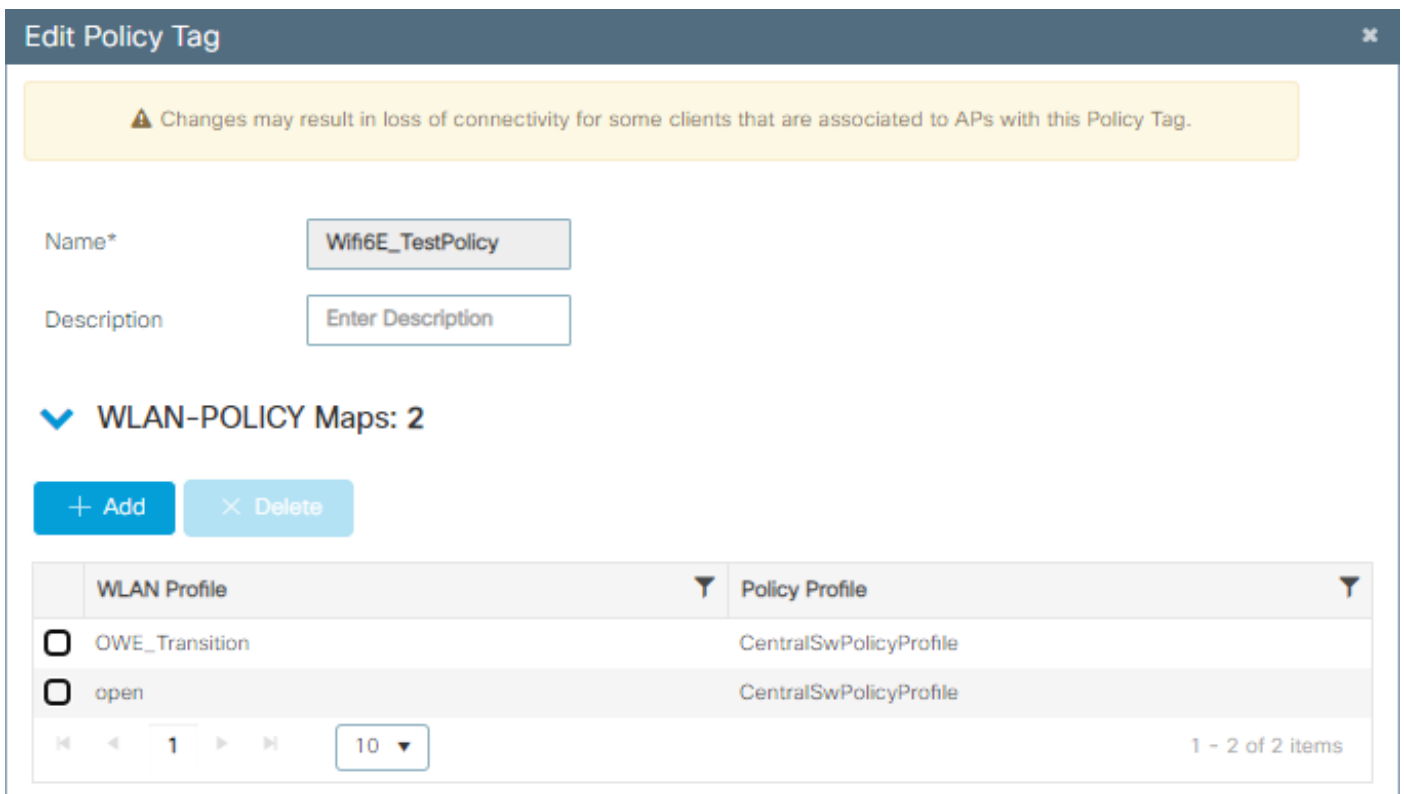 Edit Policy Tag
Changes may result in loss of connectivity for some clients that are associated to APs with this Policy Tag.
Name* Wifi6E_TestPolicy
Description Enter Description
WLAN-POLICY Maps: 2
+ Add × Delete
WLAN Profile Policy Profile
OWE_Transition CentralSwPolicyProfile
open CentralSwPolicyProfile
1 10 1 - 2 of 2 items